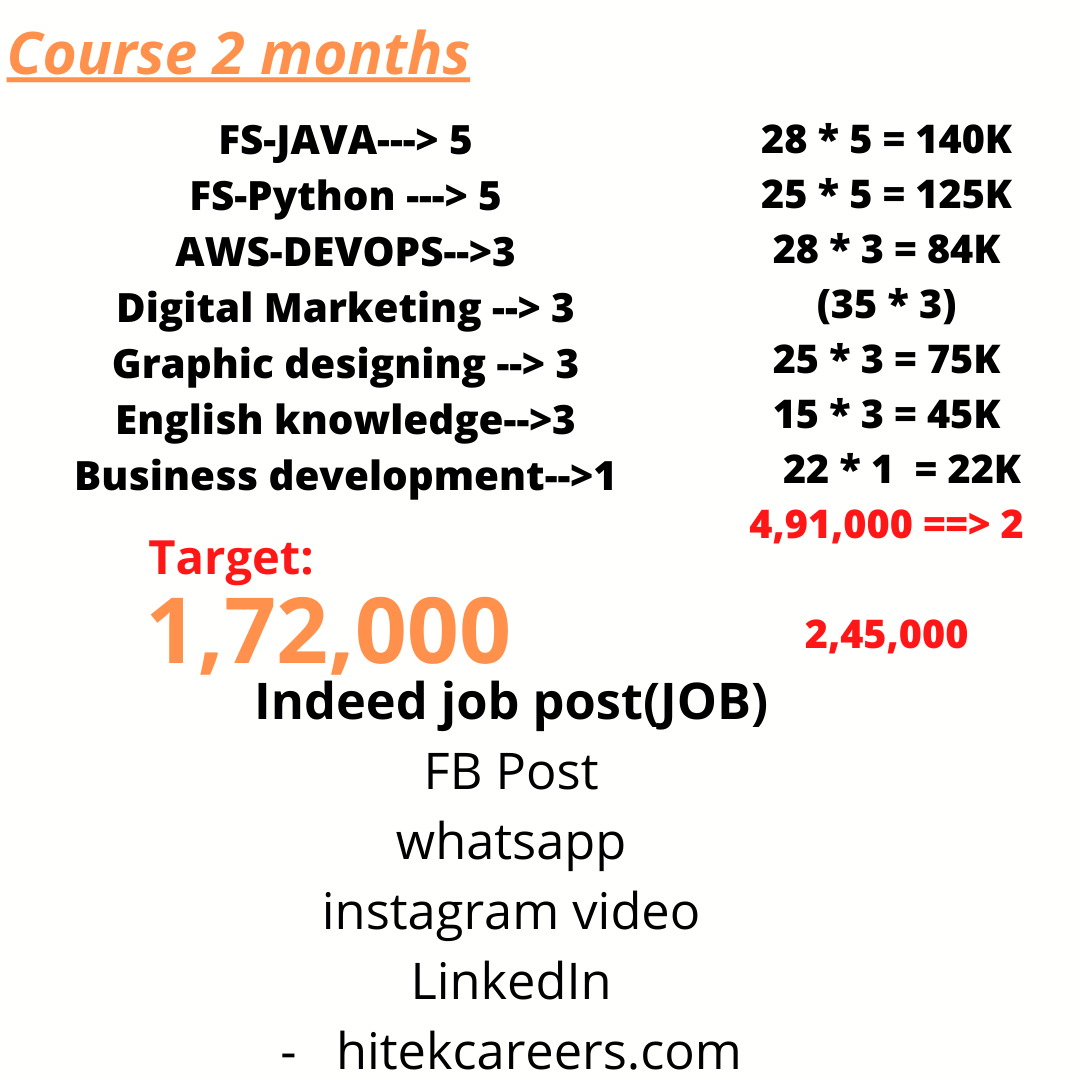 Course 2 months
FS-JAVA---> 5
FS-Python ---> 5
AWS-DEVOPS-->3
Digital Marketing --> 3
Graphic designing --> 3
English knowledge-->3
Business development-->1
28 * 5 = 140K
25 * 5 = 125K
28 * 3 = 84K
(35 * 3)
25 * 3 = 75K
15 * 3 = 45K
22 * 1  = 22K
4,91,000 ==> 2
2,45,000
Target:
1,72,000
Indeed job post(JOB)
FB Post
whatsapp
instagram video
LinkedIn
- hitekcareers.com